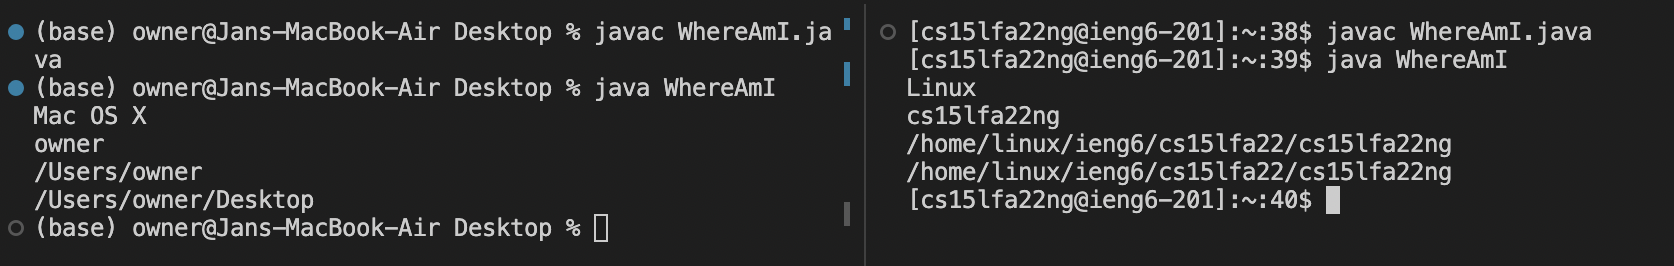 (base) owner@Jans-MacBook-Air Desktop % javac WhereAmI.ja
va
(base) owner@Jans-MacBook-Air Desktop % java WhereAmI
Mac OS X
owner
/Users/owner
/Users/owner/Desktop
(base) owner@Jans-MacBook-Air Desktop %
[cs15lfa22ng@ieng6-201]:~:38$ javac WhereAmI.java
[cs15lfa22ng@ieng6-201]:~:39$ java WhereAmI
Linux
cs15lfa22ng
/home/linux/ieng6/cs15lfa22/cs15lfa22ng
/home/linux/ieng6/cs15lfa22/cs15lfa22ng
[cs15lfa22ng@ieng6-201]:~:40$